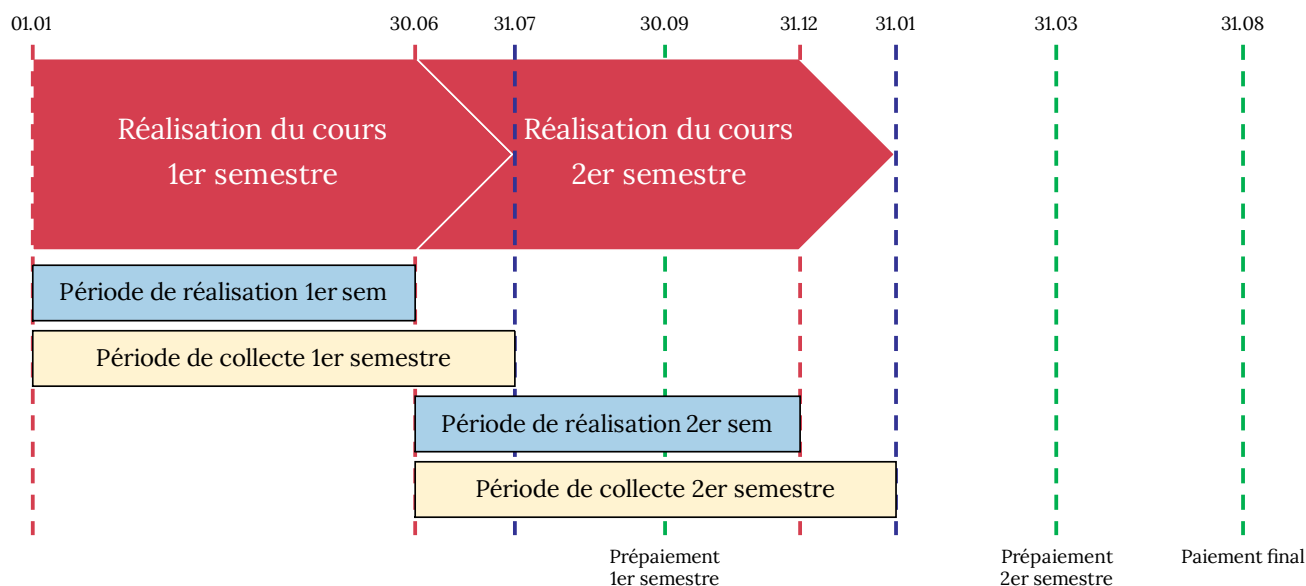 01.01
30.06
31.07
30.09
31.12
31.01
31.03
31.08
Réalisation du cours
1er semestre
Réalisation du cours
2er semestre
Période de réalisation 1er sem
Période de collecte 1er semestre
Période de réalisation 2er sem
Période de collecte 2er semestre
Prépaiement
1er semestre
Prépaiement
2er semestre
Paiement final